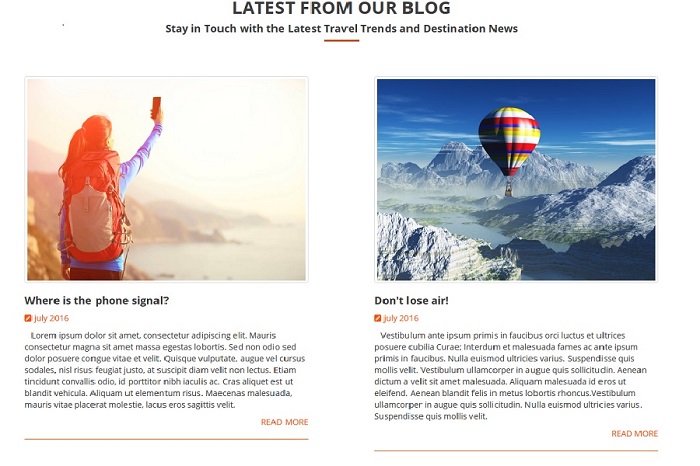 LATEST FROM OUR BLOG
Stay in Touch with the Latest Travel Trends and Destination News
Where is the phone signal?
july 2016
Lorem ipsum dolor sit amet, consectetur adipiscing elit. Mauris
consectetur magna sit amet massa egestas lobortis. Sed non odio sed
dolor posuere congue vitae et velit. Quisque vulputate, augue vel cursus
sodales, nisl risus feugiat justo, at suscipit diam velit non lectus. Etiam
tincidunt convallis odio, id porttitor nibh iaculis ac. Cras aliquet est ut
blandit vehicula. Aliquam ut elementum risus. Maecenas malesuada,
mauris vitae placerat molestie, lacus eros sagittis velit.
READ MORE
Don't lose air!
july 2016
Vestibulum ante ipsum primis in faucibus orci luctus et ultrices
posuere cubilia Curae; Interdum et malesuada fames ac ante ipsum
primis in faucibus. Nulla euismod ultricies varius. Suspendisse quis
mollis velit. Vestibulum ullamcorper in augue quis sollicitudin. Aenean
dictum a velit sit amet malesuada. Aliquam malesuada id eros ut
eleifend. Aenean blandit felis in metus lobortis rhoncus.Vestibulum
ullamcorper in augue quis sollicitudin. Nulla euismod ultricies varius.
Suspendisse quis mollis velit.
READ MORE